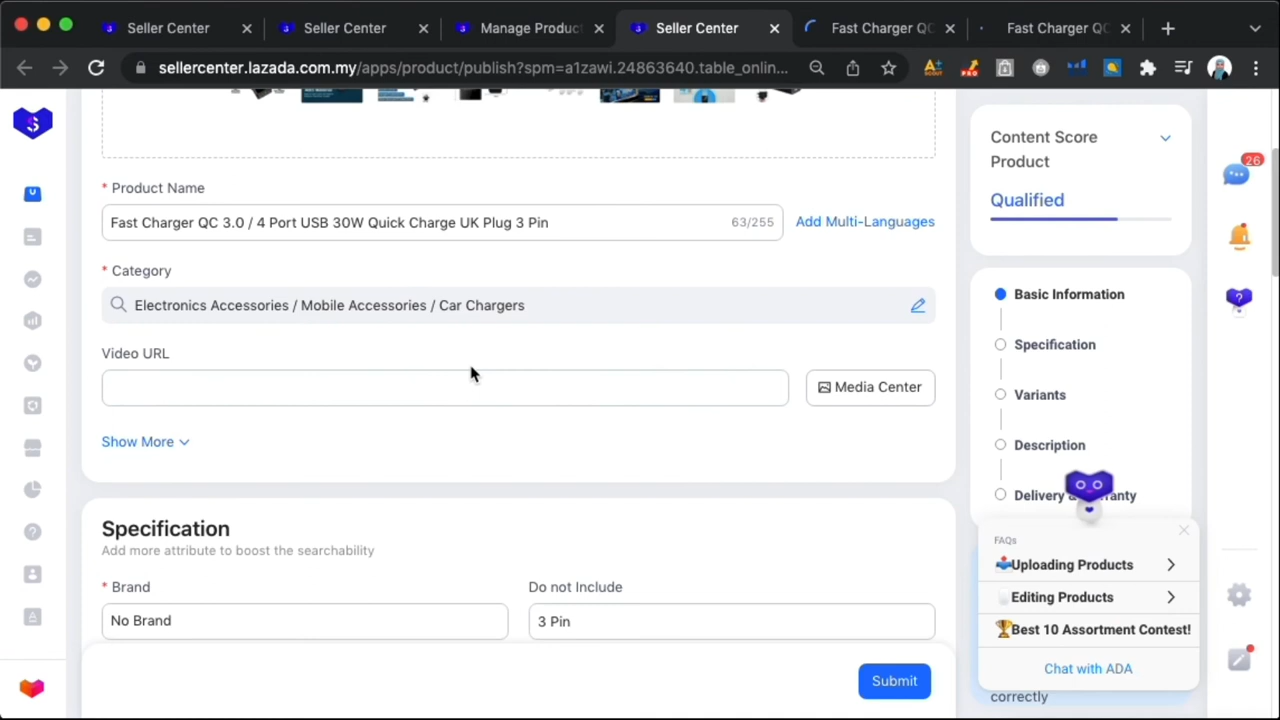 Seller Center
Seller Center
Manage Produc
Seller Center
Fast Charger QC
Fast Charger QC
sellercenter.lazada.com.my/apps/product/publish?spm=a1zawi.24863640.table_onlin...
* Product Name
Fast Charger QC 3.0 / 4 Port USB 30W Quick Charge UK Plug 3 Pin
63/255
Add Multi-Languages
* Category
Electronics Accessories / Mobile Accessories / Car Chargers
Video URL
Media Center
Show More
Specification
Add more attribute to boost the searchability
* Brand
Do not Include
No Brand
3 Pin
Submit
Content Score
Product
Qualified
Basic Information
Specification
Variants
Description
Delivery & Warranty
FAQs
Uploading Products
Editing Products
Best 10 Assortment Contest!
Chat with ADA
correctly
26